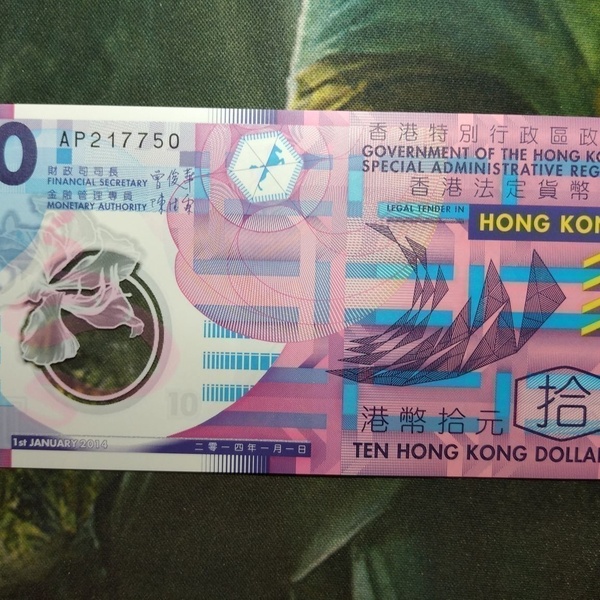 0
AP217750
財政司司長
FINANCIAL SECRETARY
金融管理專員
MONETARY AUTHORITY
10
1st JANUARY 2014
二零一四年一月一日
香港特別行政區政
GOVERNMENT OF THE HONG KO
SPECIAL ADMINISTRATIVE REG
香港法定貨幣
LEGAL TENDER IN
HONG KON
拾
港幣拾元
TEN HONG KONG DOLLA